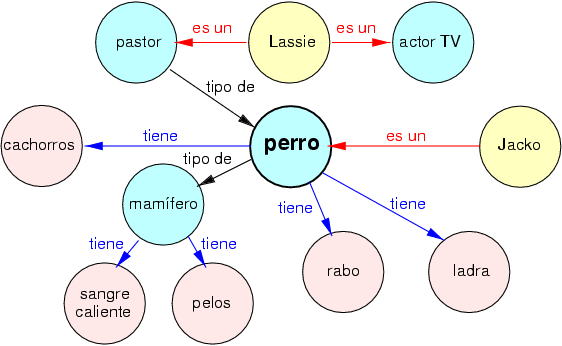 es un
es un
pastor
Lassie
actor TV
tipo de
tiene
es un
cachorros
perro
Jacko
tipo de
mamífero
tiene
tiene
tiene
tiene
rabo
ladra
sangre
caliente
pelos